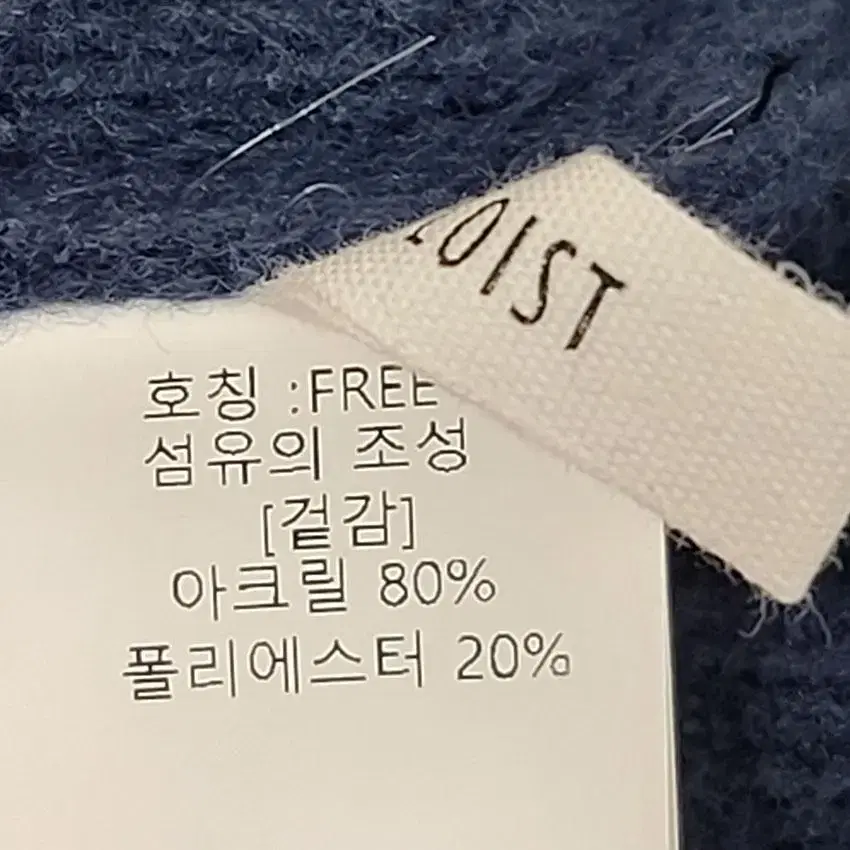 OIST
호칭 :FREE
섬유의 조성
[겉감]
아크릴 80%
폴리에스터 20%